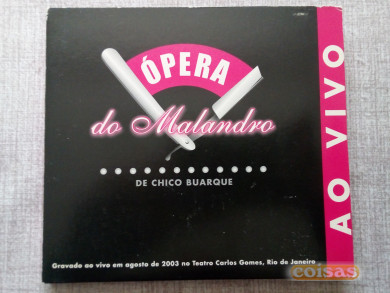 ÓPERA
do Malandro
DE CHICO BUARQUE
Gravado ao vivo em agosto de 2003 no Teatro Carlos Gomes, Rio de Janeiro
AO VIVO
coisas